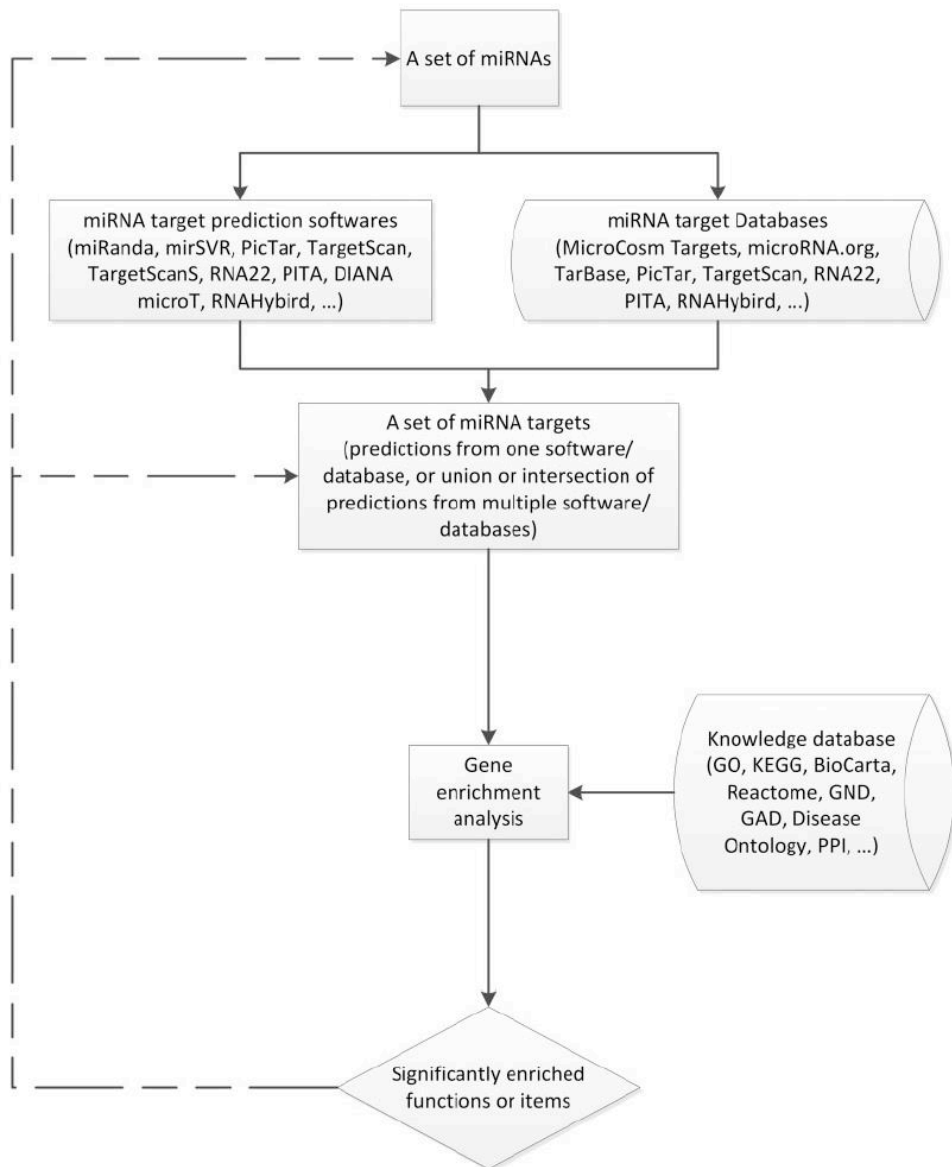 A set of miRNAs
miRNA target prediction softwares
(miRanda, mirSVR, PicTar, TargetScan,
TargetScanS, RNA22, PITA, DIANA
microT, RNAHybird, ...)
miRNA target Databases
(MicroCosm Targets, microRNA.org,
TarBase, PicTar, TargetScan, RNA22,
PITA, RNAHybird, ...)
A set of miRNA targets
(predictions from one software/
database, or union or intersection of
predictions from multiple software/
databases)
Gene
enrichment
analysis
Knowledge database
(GO, KEGG, BioCarta,
Reactome, GND,
GAD, Disease
Ontology, PPI, ...)
Significantly enriched
functions or items